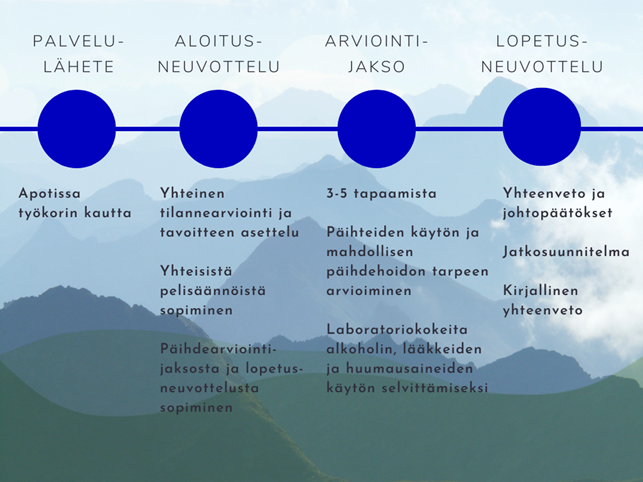 PALVELU-
LÄHETE
ALOITUS-
NEUVOTTELU
ARVIOINTI-
JAKSO
LOPETUS-
NEUVOTTELU
Apotissa
työkorin kautta
Yhteinen
tilannearviointi ja
tavoitteen asettelu
Yhteisistä
pelisäännöistä
sopiminen
Päihdearviointi-
jaksosta ja lopetus-
neuvottelusta
sopiminen
3-5 tapaamista
Päihteiden käytön ja
mahdollisen
päihdehoidon tarpeen
arvioiminen
Laboratoriokokeita
alkoholin, lääkkeiden
ja huumausaineiden
käytön selvittämiseksi
Yhteenveto ja
johtopäätökset
Jatkosuunnitelma
Kirjallinen
yhteenveto